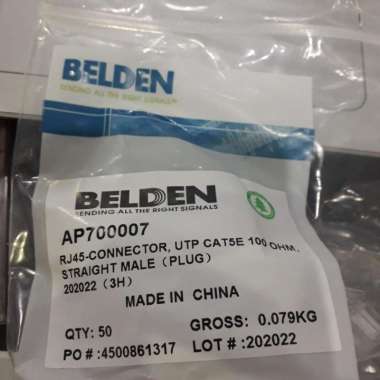 BELDEN
SENDING ALL THE RIGHT SIGNALS
BELDEN
SENDING ALL THE RIGHT SIGNALS
AP700007
RJ45-CONNECTOR, UTP CAT5E 100 OHM,
STRAIGHT MALE (PLUG)
202022 (3H)
MADE IN CHINA
QTY: 50 GROSS: 0.079KG
PO #:4500861317 LOT #:202022